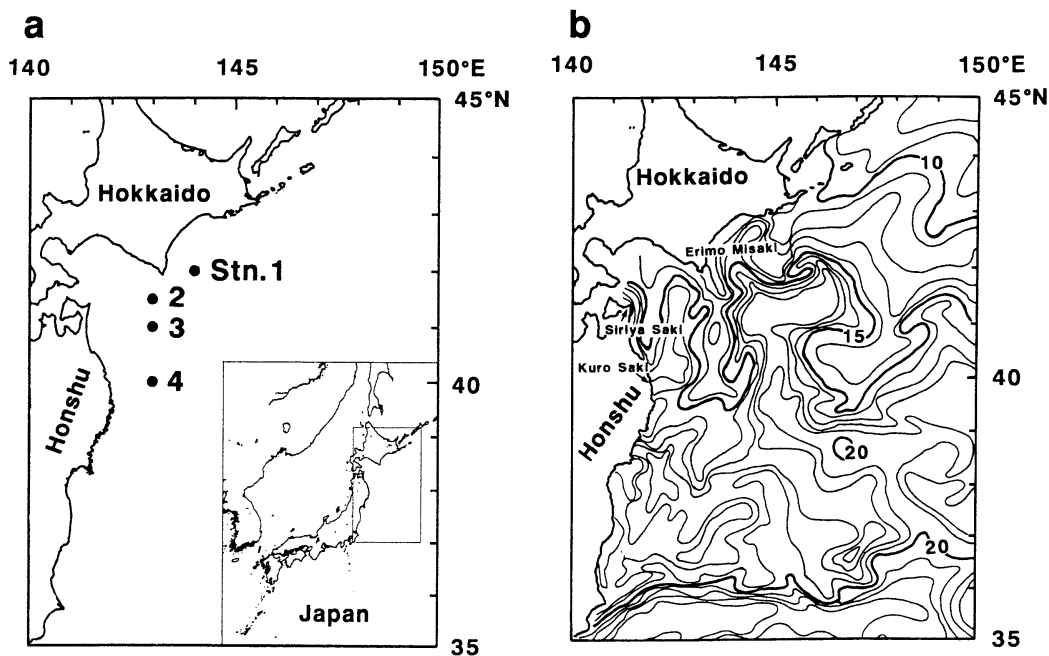 a
140 145 150°E
45°N
Hokkaido
Stn.1
2
3
4
40
Honshu
Japan
35
b
140 145 150°E
45°N
10
Hokkaido
Erimo Misaki
Siriya Saki
15
Kuro Saki
40
Honshu
20
20
35